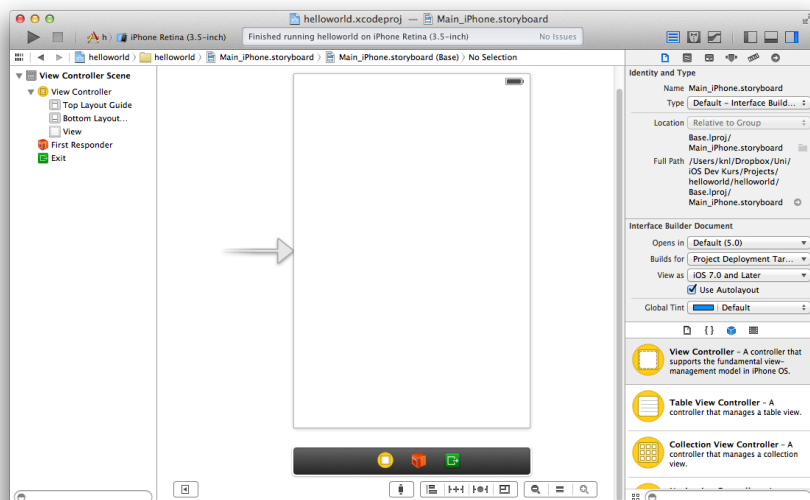 helloworld.xcodeproj — Main_iPhone.storyboard
h iPhone Retina (3.5-inch)
Finished running helloworld on iPhone Retina (3.5-inch) No Issues
helloworld helloworld Main_iPhone.storyboard Main_iPhone.storyboard (Base) No Selection
View Controller Scene
View Controller
Top Layout Guide
Bottom Layout...
View
First Responder
Exit
Identity and Type
Name Main_iPhone.storyboard
Type Default - Interface Build...
Location Relative to Group
Base.lproj/
Main_iPhone.storyboard
Full Path /Users/knl/Dropbox/Uni/
iOS Dev Kurs/Projects/
helloworld/helloworld/
Base.lproj/
Main_iPhone.storyboard
Interface Builder Document
Opens in Default (5.0)
Builds for Project Deployment Tar...
View as iOS 7.0 and Later
Use Autolayout
Global Tint Default
{ }
View Controller - A controller that
supports the fundamental view-
management model in iPhone OS.
Table View Controller - A
controller that manages a table view.
Collection View Controller - A
controller that manages a collection
view.